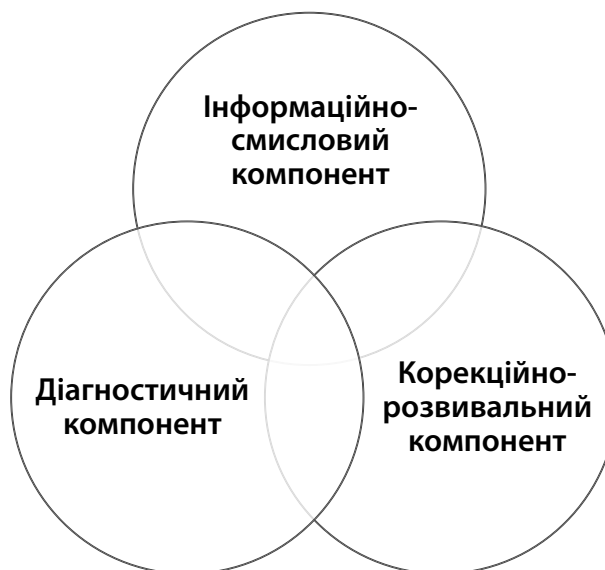 Інформаційно-
смисловий
компонент
Діагностичний
компонент
Корекційно-
розвивальний
компонент